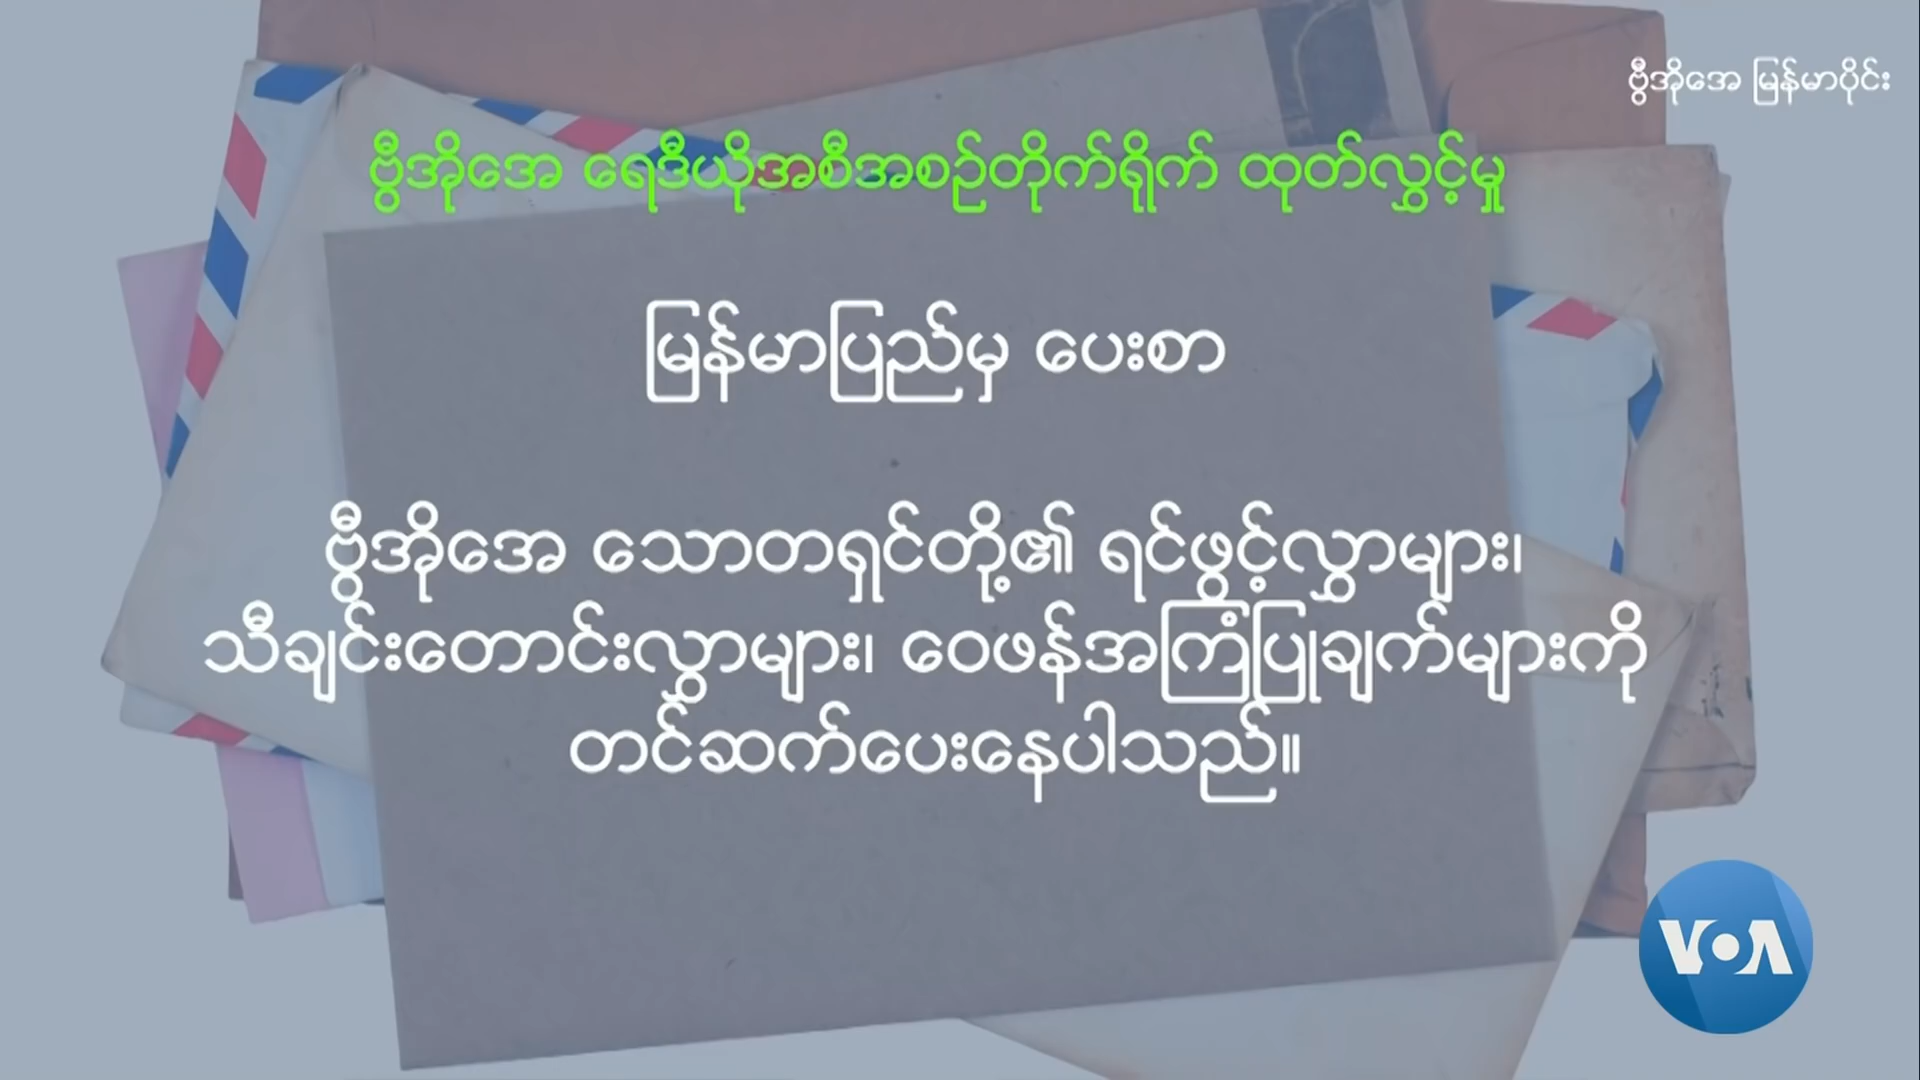 ဗွီအိုအေ မြန်မာပိုင်း
ဗွီအိုအေ ရေဒီယိုအစီအစဉ်တိုက်ရိုက် ထုတ်လွှင့်မှု
မြန်မာပြည်မှ ပေးစာ
ဗွီအိုအေ သောတရှင်တို့၏ ရင်ဖွင့်လွှာများ၊
သီချင်းတောင်းလွှာများ၊ ဝေဖန်အကြံပြုချက်များကို
တင်ဆက်ပေးနေပါသည်။
VOA